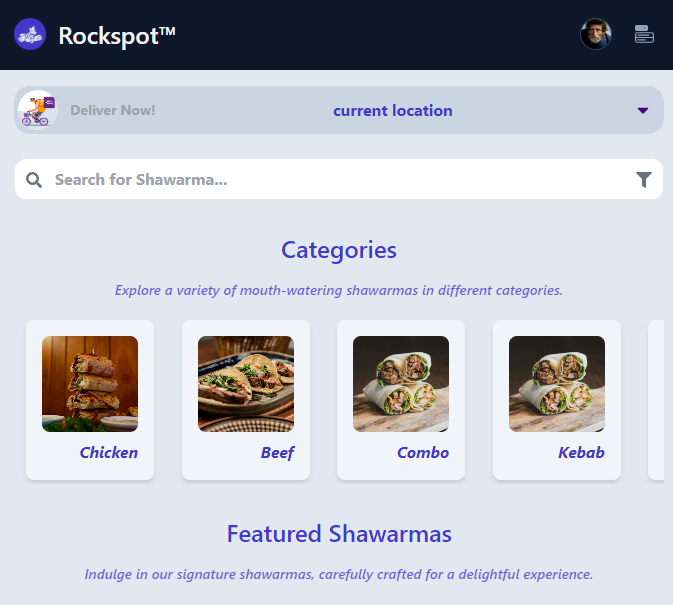 Rockspot™
Deliver Now!
current location
Search for Shawarma...
Categories
Explore a variety of mouth-watering shawarmas in different categories.
Chicken
Beef
Combo
Kebab
Featured Shawarmas
Indulge in our signature shawarmas, carefully crafted for a delightful experience.